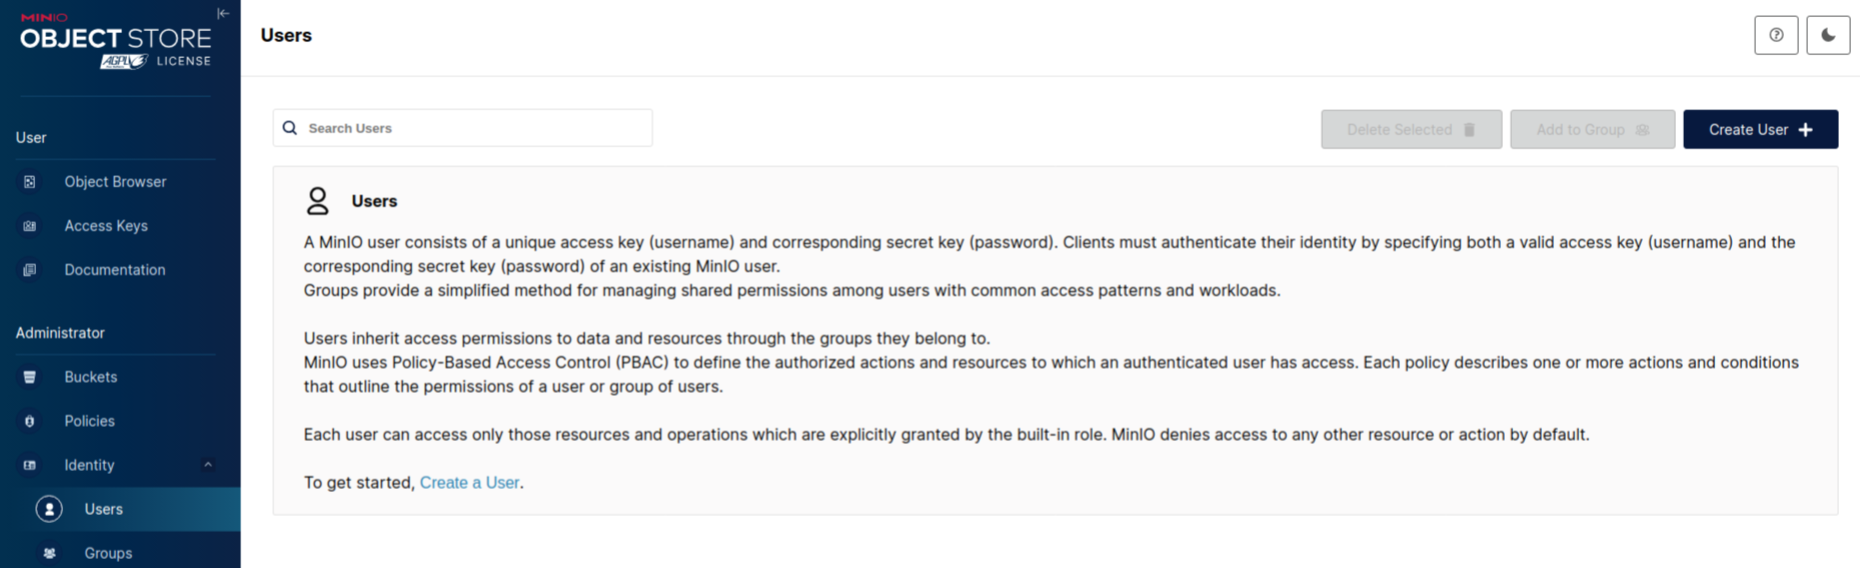 MINIO
OBJECT STORE
AGPLv3 LICENSE
User
Object Browser
Access Keys
Documentation
Administrator
Buckets
Policies
Identity
Users
Groups
Users
Search Users
Delete Selected
Add to Group
Create User
Users
A MinIO user consists of a unique access key (username) and corresponding secret key (password). Clients must authenticate their identity by specifying both a valid access key (username) and the
corresponding secret key (password) of an existing MinIO user.
Groups provide a simplified method for managing shared permissions among users with common access patterns and workloads.
Users inherit access permissions to data and resources through the groups they belong to.
MinIO uses Policy-Based Access Control (PBAC) to define the authorized actions and resources to which an authenticated user has access. Each policy describes one or more actions and conditions
that outline the permissions of a user or group of users.
Each user can access only those resources and operations which are explicitly granted by the built-in role. MinIO denies access to any other resource or action by default.
To get started, Create a User.